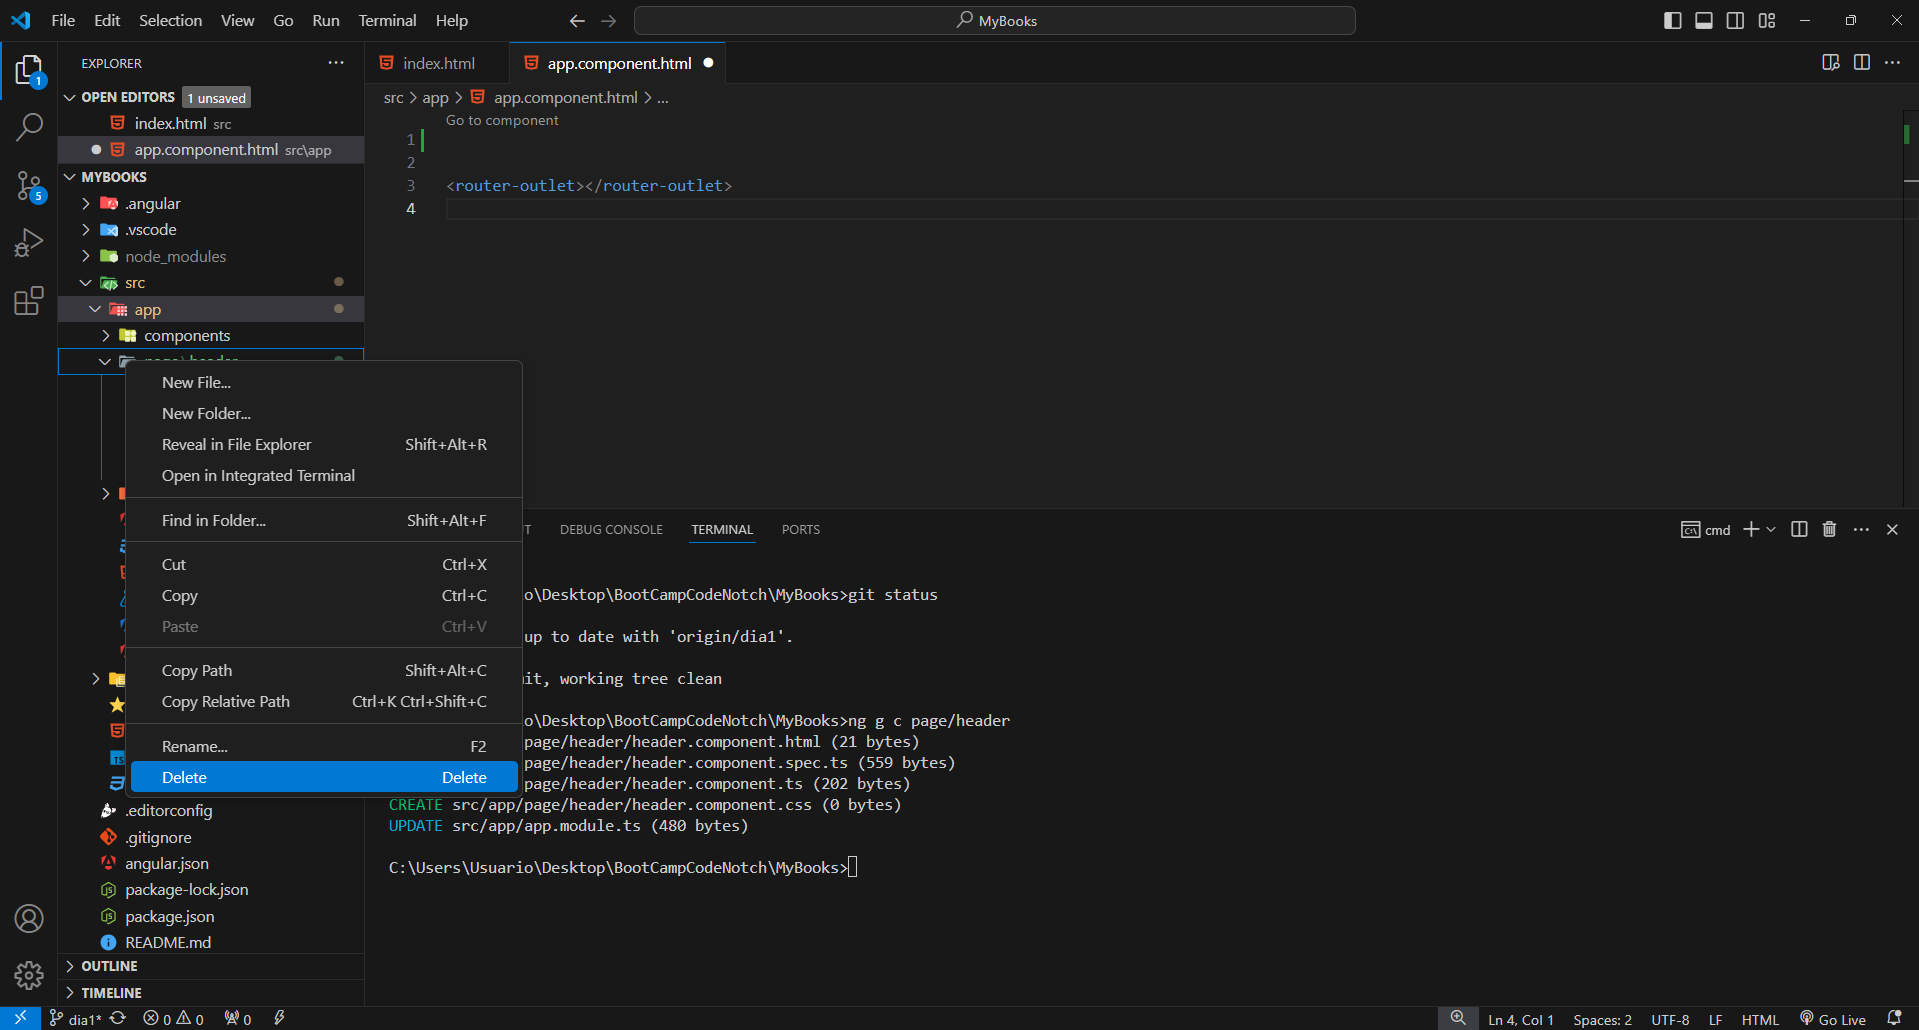 File Edit Selection View Go Run Terminal Help
MyBooks
EXPLORER
OPEN EDITORS 1 unsaved
index.html src
app.component.html src\app
MYBOOKS
.angular
.vscode
node_modules
src
app
components
New File...
New Folder...
Reveal in File Explorer Shift+Alt+R
Open in Integrated Terminal
Find in Folder... Shift+Alt+F
Cut Ctrl+X
Copy Ctrl+C
Paste Ctrl+V
Copy Path Shift+Alt+C
Copy Relative Path Ctrl+K Ctrl+Shift+C
Rename... F2
Delete Delete
.editorconfig
.gitignore
angular.json
package-lock.json
package.json
README.md
OUTLINE
TIMELINE
1
5
index.html
app.component.html
src > app > app.component.html > ...
Go to component
1
2
3 <router-outlet></router-outlet>
4
T DEBUG CONSOLE TERMINAL PORTS
cmd
o\Desktop\BootCampCodeNotch\MyBooks>git status
up to date with 'origin/dia1'.
it, working tree clean
o\Desktop\BootCampCodeNotch\MyBooks>ng g c page/header
page/header/header.component.html (21 bytes)
page/header/header.component.spec.ts (559 bytes)
page/header/header.component.ts (202 bytes)
CREATE src/app/page/header/header.component.css (0 bytes)
UPDATE src/app/app.module.ts (480 bytes)
C:\Users\Usuario\Desktop\BootCampCodeNotch\MyBooks>
dia1* 0 0 0
Ln 4, Col 1 Spaces: 2 UTF-8 LF HTML Go Live